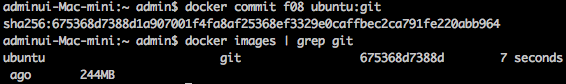 adminui-Mac-mini:~ admin$ docker commit f08 ubuntu:git
sha256:675368d7388d1a907001f4fa8af25368ef3329e0caffbec2ca791fe220abb964
adminui-Mac-mini:~ admin$ docker images | grep git
ubuntu git 675368d7388d 7 seconds
ago 244MB